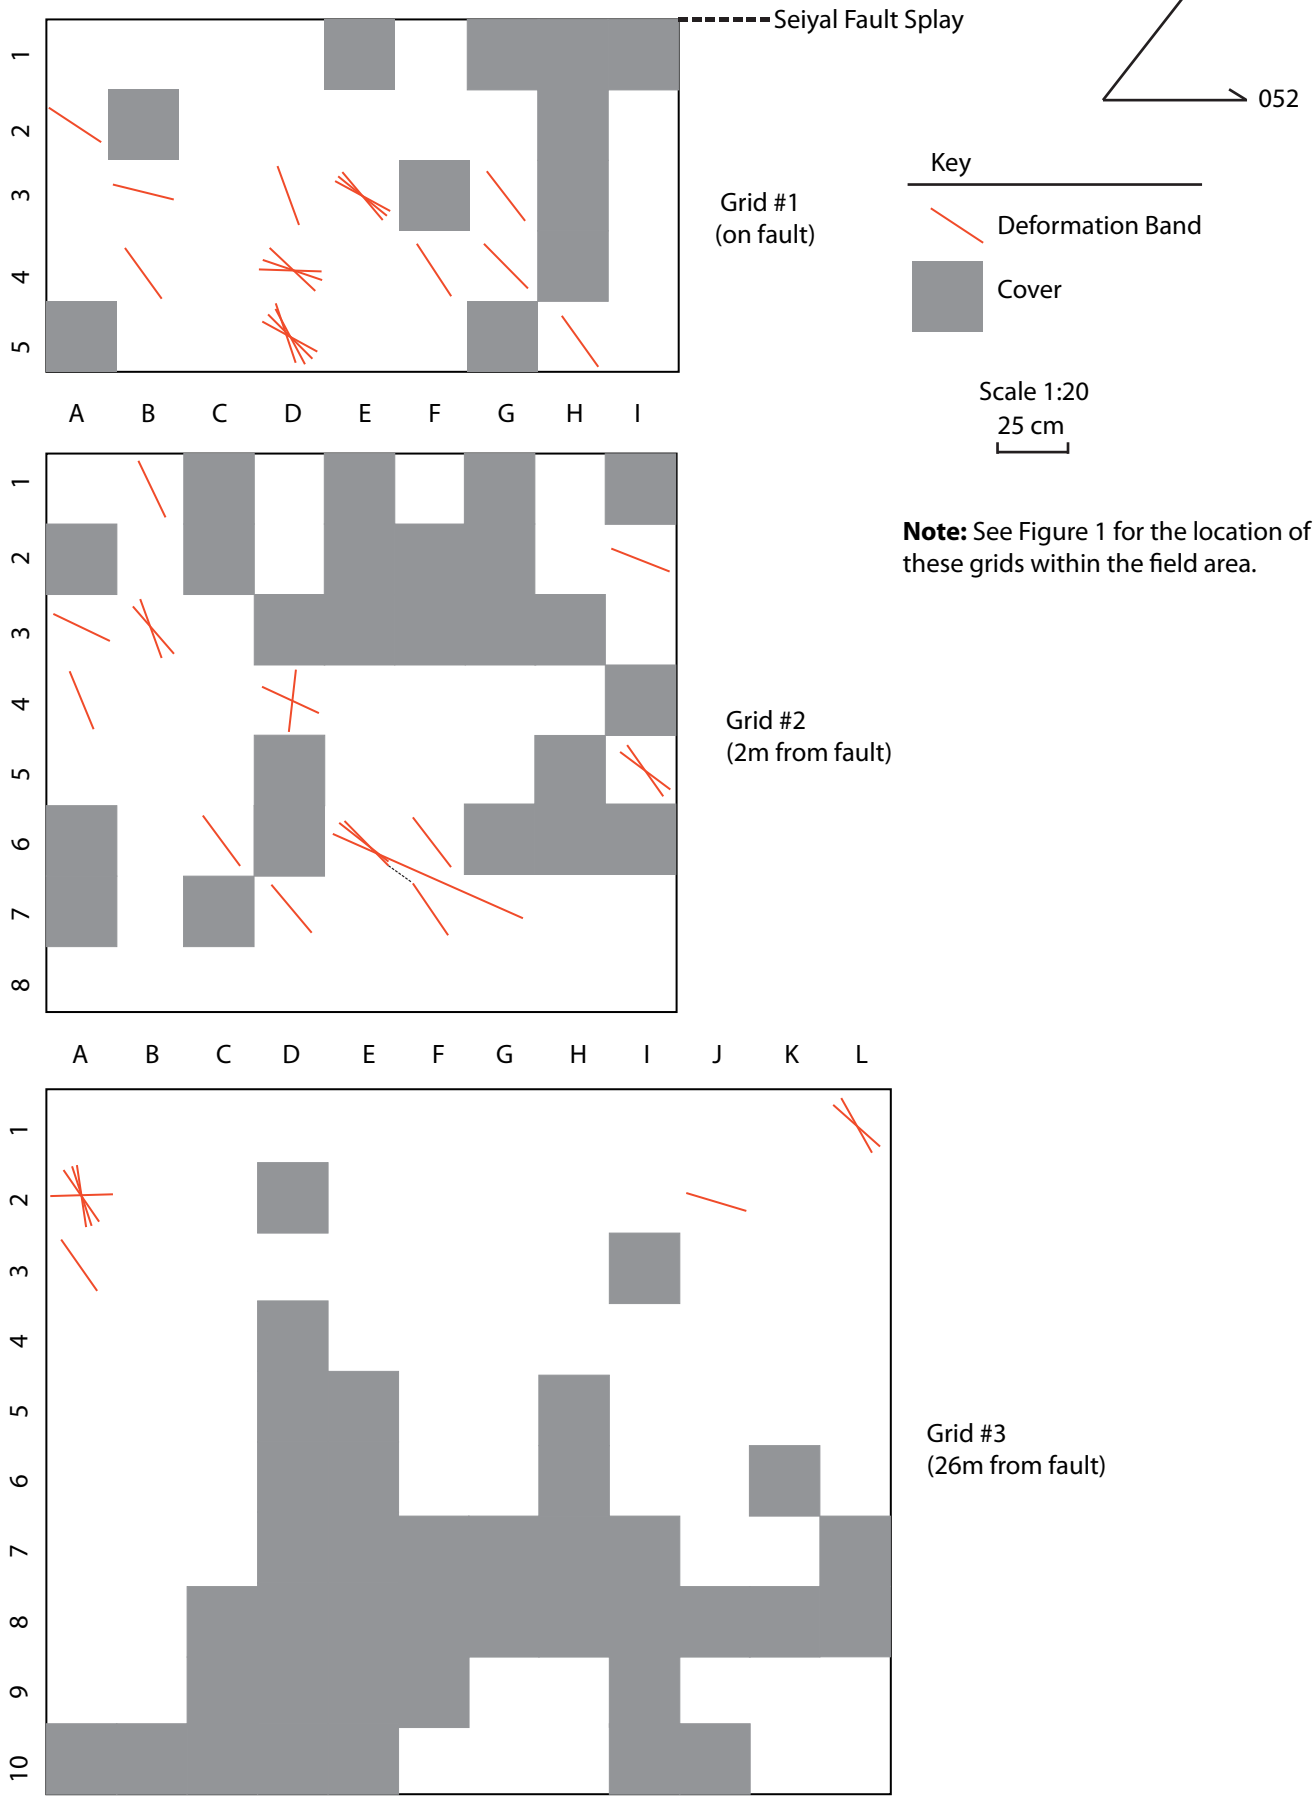 Seiyal Fault Splay
052
Key
Deformation Band
Cover
Scale 1:20
25 cm
Note: See Figure 1 for the location of
these grids within the field area.
1
2
3
4
5
Grid #1
(on fault)
A B C D E F G H I
1
2
3
4
5
6
7
8
Grid #2
(2m from fault)
A B C D E F G H I J K L
1
2
3
4
5
6
7
8
9
10
Grid #3
(26m from fault)